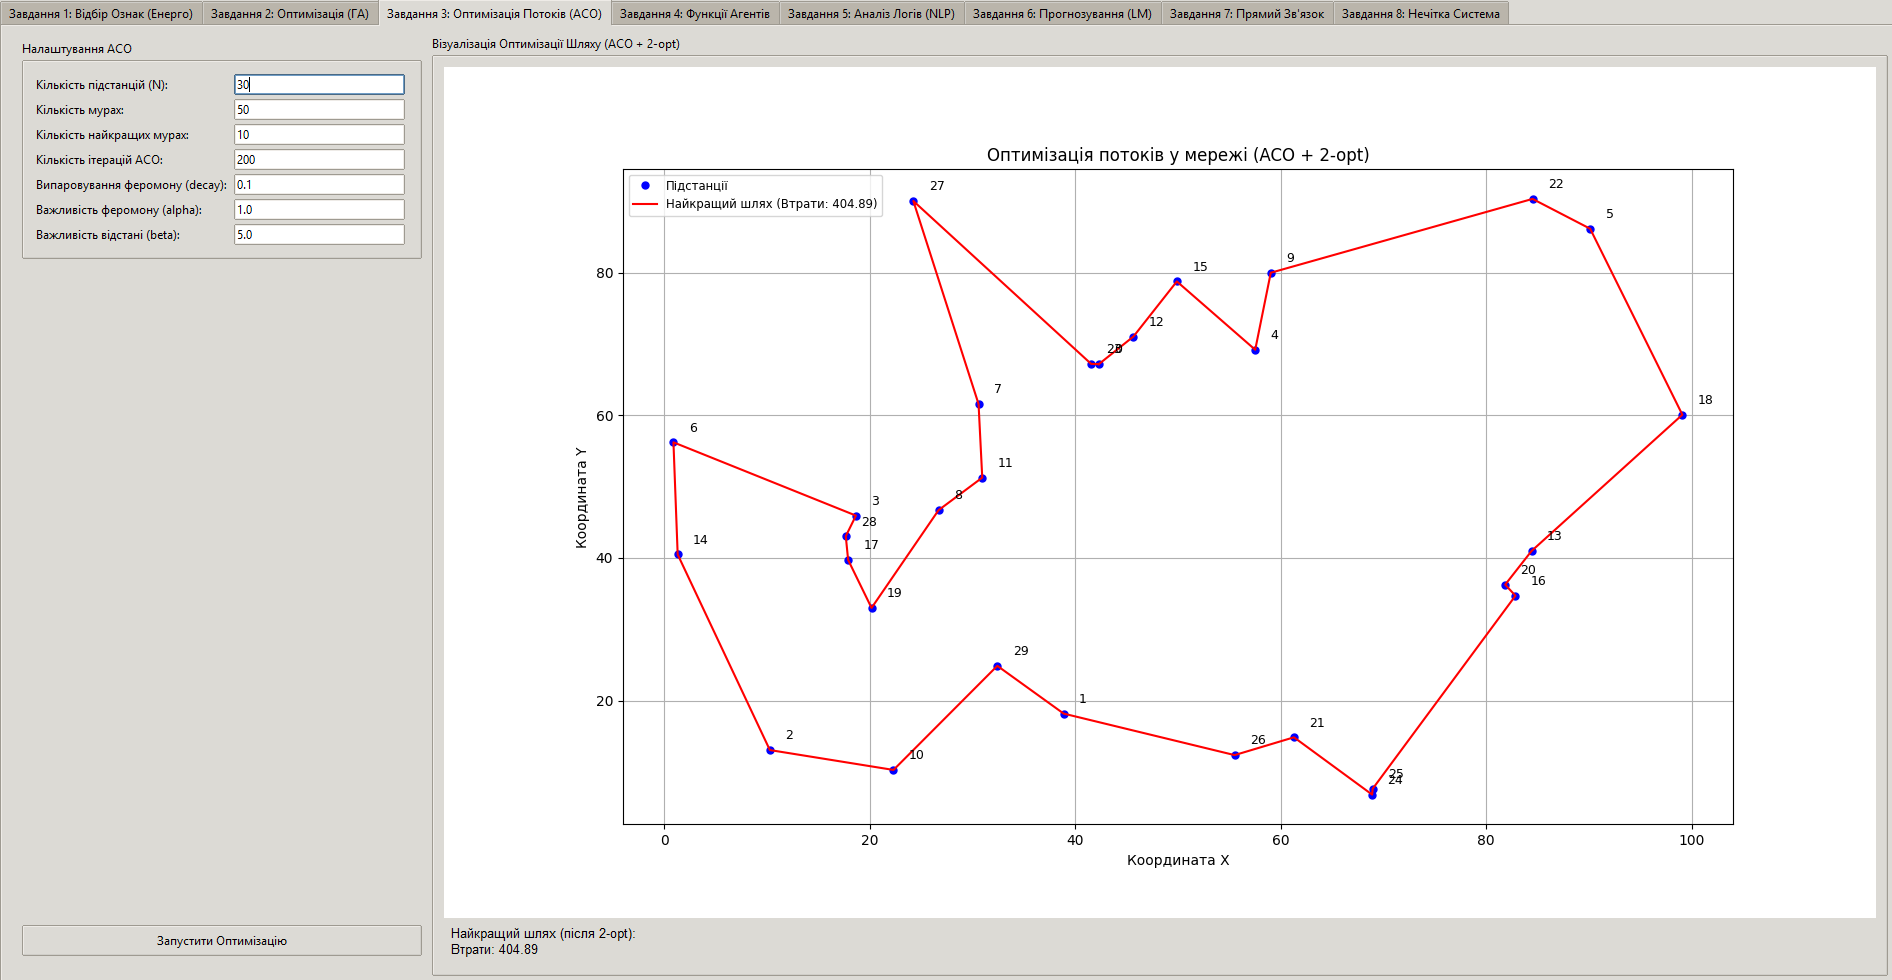 Завдання 1: Відбір Ознак (Енерго) Завдання 2: Оптимізація (ГА) Завдання 3: Оптимізація Потоків (ACO) Завдання 4: Функції Агентів Завдання 5: Аналіз Логів (NLP) Завдання 6: Прогнозування (LM) Завдання 7: Прямий Зв'язок Завдання 8: Нечітка Система
Налаштування ACO
Кількість підстанцій (N): 30
Кількість мурах: 50
Кількість найкращих мурах: 10
Кількість ітерацій ACO: 200
Випаровування феромону (decay): 0.1
Важливість феромону (alpha): 1.0
Важливість відстані (beta): 5.0
Запустити Оптимізацію
Візуалізація Оптимізації Шляху (ACO + 2-opt)
Оптимізація потоків у мережі (ACO + 2-opt)
Підстанції
Найкращий шлях (Втрати: 404.89)
27
22
5
9
15
12
4
23
7
18
6
11
8
3
28
17
14
19
13
20
16
29
1
2
10
26
21
25
24
80
60
40
20
Координата Y
0 20 40 60 80 100
Координата X
Найкращий шлях (після 2-opt):
Втрати: 404.89